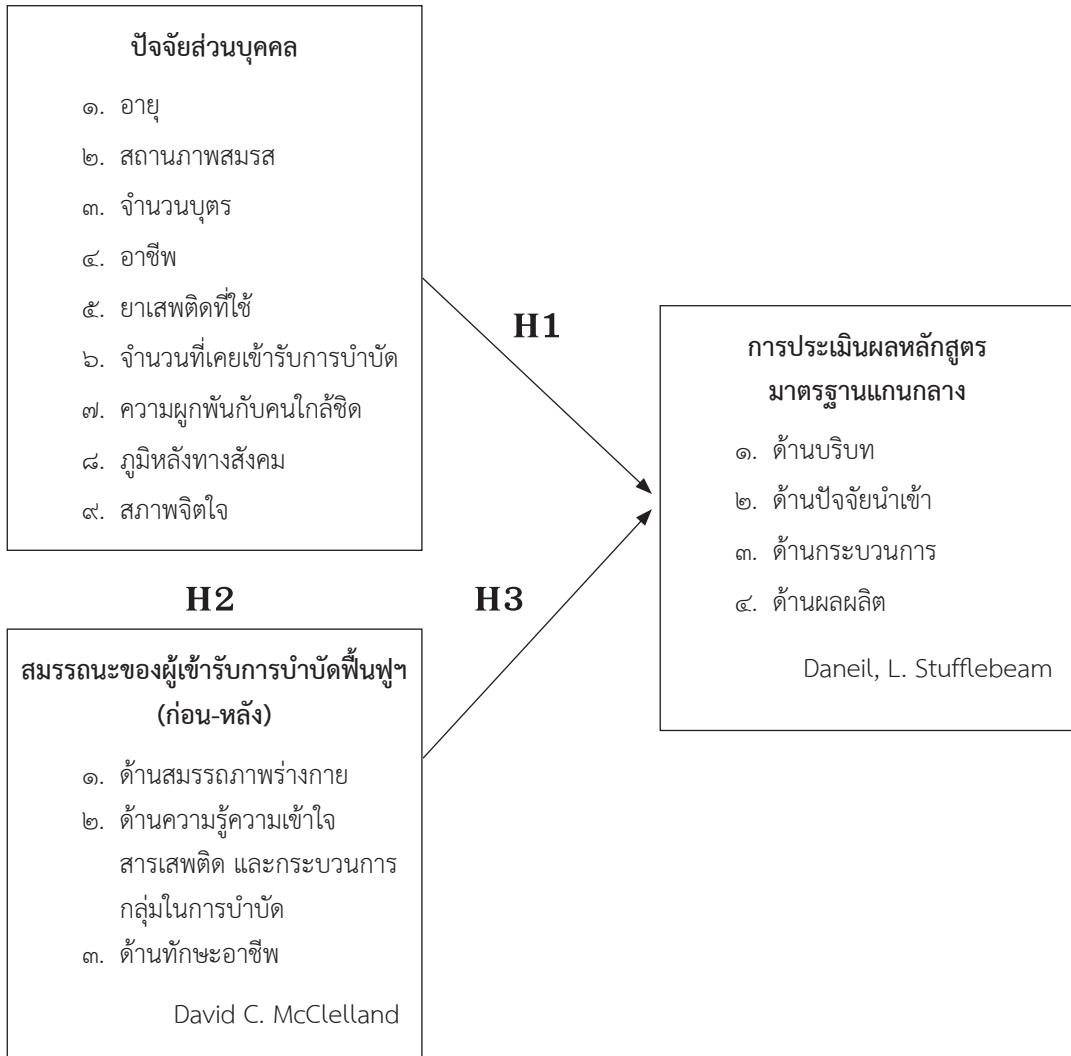 ปัจจัยส่วนบุคคล
๑. อายุ
๒. สถานภาพสมรส
๓. จำนวนบุตร
๔. อาชีพ
๕. ยาเสพติดที่ใช้
๖. จำนวนที่เคยเข้ารับการบำบัด
๗. ความผูกพันกับคนใกล้ชิด
๘. ภูมิหลังทางสังคม
๙. สภาพจิตใจ
H1
การประเมินผลหลักสูตร
มาตรฐานแกนกลาง
๑. ด้านบริบท
๒. ด้านปัจจัยนำเข้า
๓. ด้านกระบวนการ
๔. ด้านผลผลิต
Daneil, L. Stufflebeam
H2
H3
สมรรถนะของผู้เข้ารับการบำบัดฟื้นฟูฯ
(ก่อน-หลัง)
๑. ด้านสมรรถภาพร่างกาย
๒. ด้านความรู้ความเข้าใจ
สารเสพติด และกระบวนการ
กลุ่มในการบำบัด
๓. ด้านทักษะอาชีพ
David C. McClelland